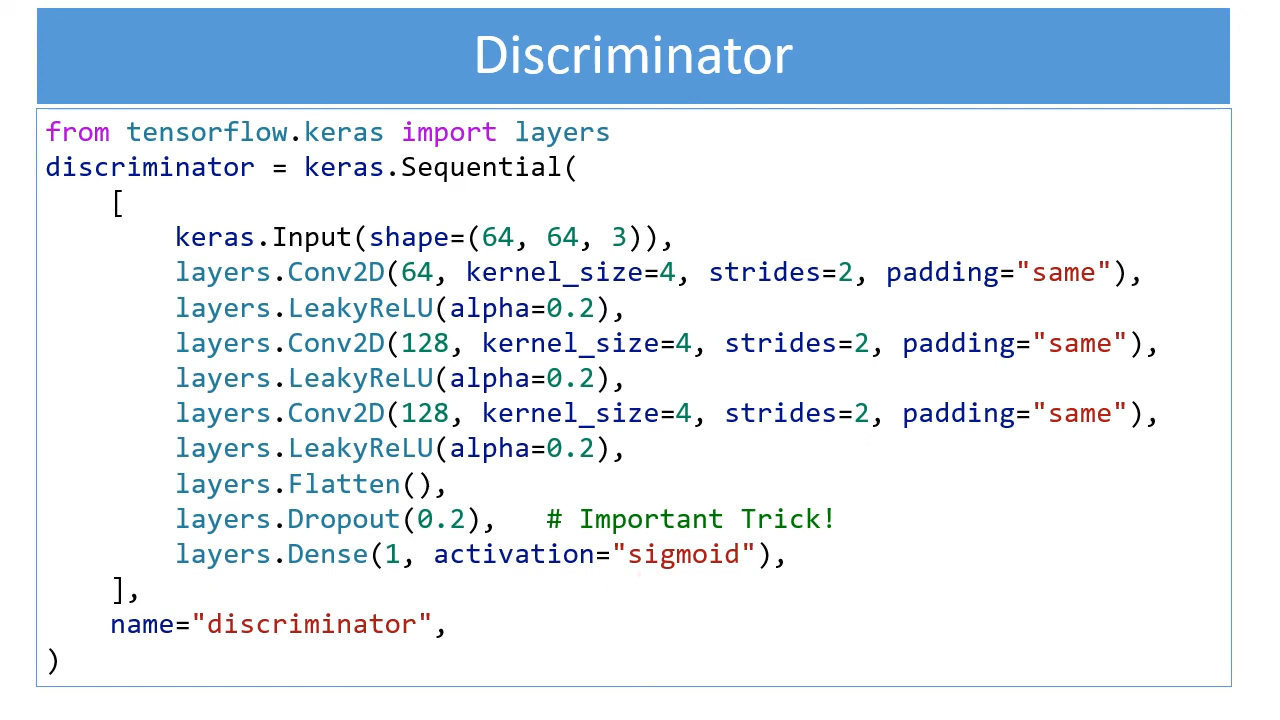 Discriminator
from tensorflow.keras import layers
discriminator = keras.Sequential(
    [
        keras.Input(shape=(64, 64, 3)),
        layers.Conv2D(64, kernel_size=4, strides=2, padding="same"),
        layers.LeakyReLU(alpha=0.2),
        layers.Conv2D(128, kernel_size=4, strides=2, padding="same"),
        layers.LeakyReLU(alpha=0.2),
        layers.Conv2D(128, kernel_size=4, strides=2, padding="same"),
        layers.LeakyReLU(alpha=0.2),
        layers.Flatten(),
        layers.Dropout(0.2),   # Important Trick!
        layers.Dense(1, activation="sigmoid"),
    ],
    name="discriminator",
)